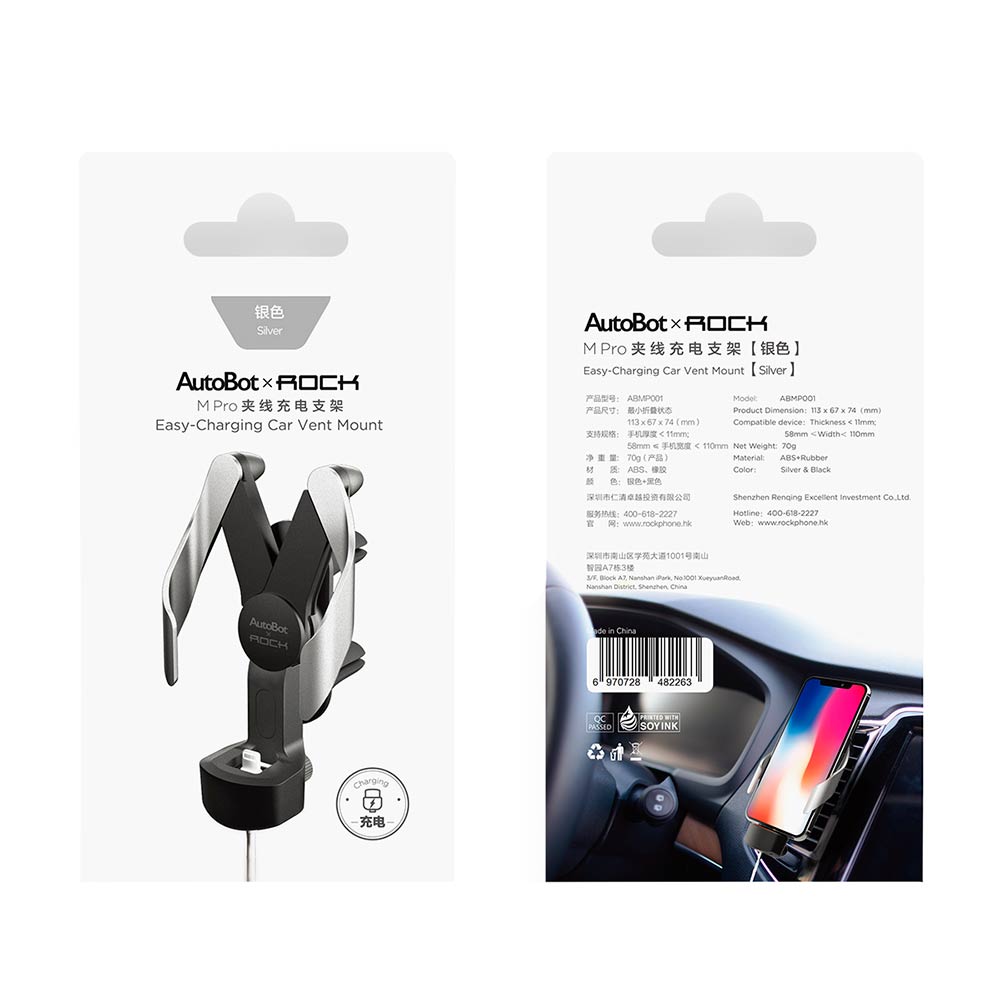 银色
Silver
AutoBot × ROCK
M Pro 夹线充电支架
Easy-Charging Car Vent Mount
AutoBot
×
ROCK
Charging
充电
AutoBot × ROCK
M Pro 夹线充电支架【银色】
Easy-Charging Car Vent Mount【Silver】
产品型号: ABMP001
产品尺寸: 最小折叠状态
113 x 67 x 74 ( mm )
支持规格: 手机厚度 < 11mm;
58mm ≤ 手机宽度 < 110mm
净 重 量: 70g ( 产品 )
材 质: ABS、橡胶
颜 色: 银色+黑色
深圳市仁清卓越投资有限公司
服务热线: 400-618-2227
官 网: www.rockphone.hk
Model: ABMP001
Product Dimension: 113 x 67 x 74 ( mm )
Compatible device: Thickness < 11mm;
58mm <Width< 110mm
Net Weight: 70g
Material: ABS+Rubber
Color: Silver & Black
Shenzhen Renqing Excellent Investment Co.,Ltd.
Hotline: 400-618-2227
Web: www.rockphone.hk
深圳市南山区学苑大道1001号南山
智园A7栋3楼
3/F, Block A7, Nanshan iPark, No.1001 XueyuanRoad,
Nanshan District, Shenzhen, China
Made in China
6 970728 482263
QC
PASSED
PRINTED WITH
SOY INK